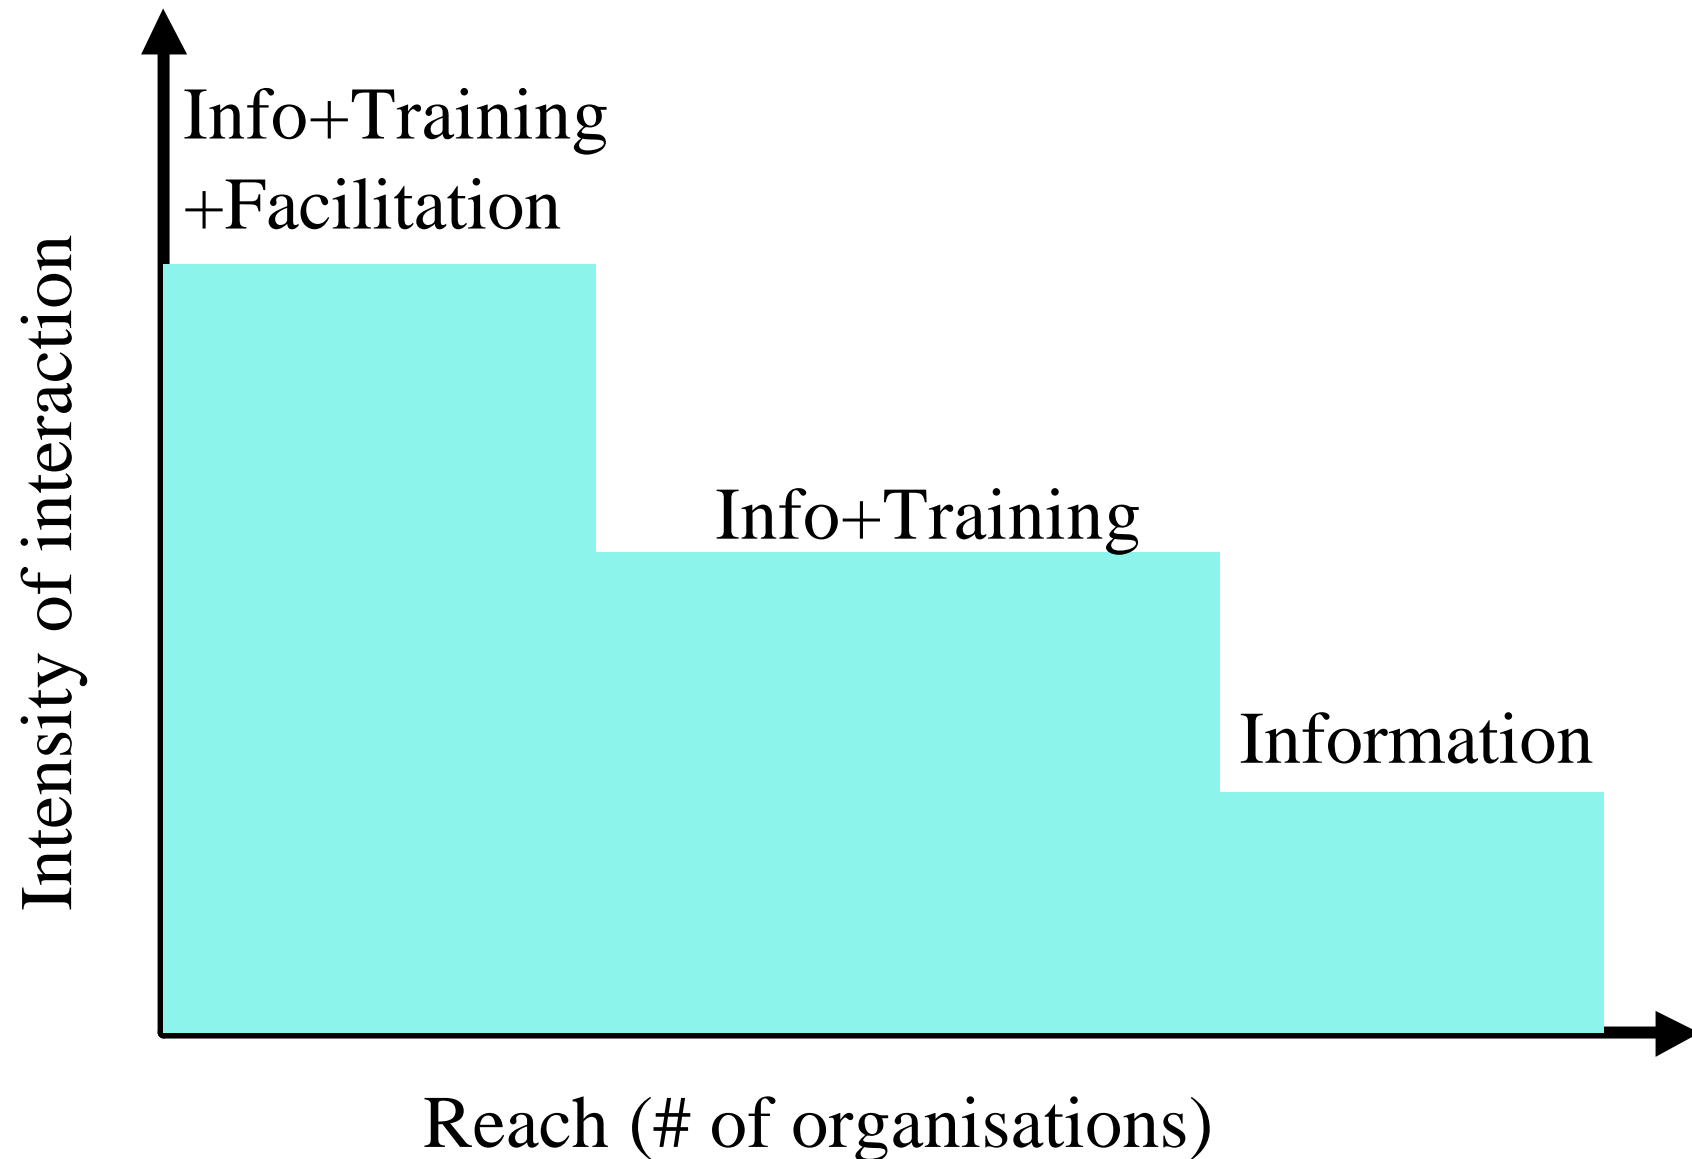 Info+Training
+Facilitation
Intensity of interaction
Info+Training
Information
Reach (# of organisations)